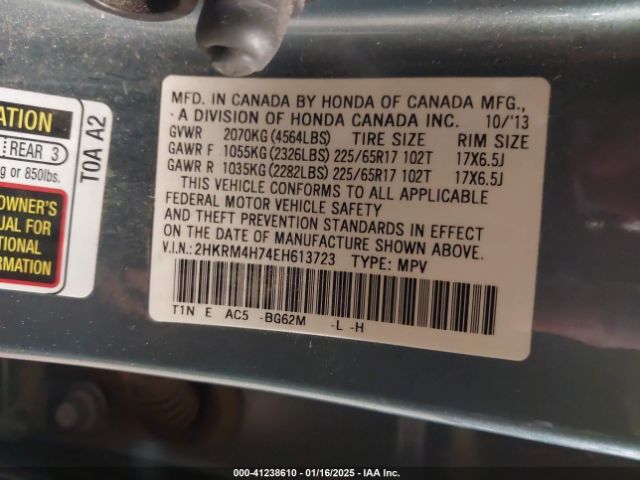 ATION
REAR 3
g or 850lbs.
OWNER'S
UAL FOR
TIONAL
FORMATION
TOA A2
MFD. IN CANADA BY HONDA OF CANADA MFG.,
A DIVISION OF HONDA CANADA INC. 10/'13
GVWR 2070KG(4564LBS) TIRE SIZE RIM SIZE
GAWR F 1055KG(2326LBS) 225/65R17 102T 17X6.5J
GAWR R 1035KG(2282LBS) 225/65R17 102T 17X6.5J
THIS VEHICLE CONFORMS TO ALL APPLICABLE
FEDERAL MOTOR VEHICLE SAFETY
AND THEFT PREVENTION STANDARDS IN EFFECT
ON THE DATE OF MANUFACTURE SHOWN ABOVE.
V.I.N.: 2HKRM4H74EH613723 TYPE: MPV
T1N E AC5 -BG62M -L -H
000-41238610 - 01/16/2025 - IAA Inc.